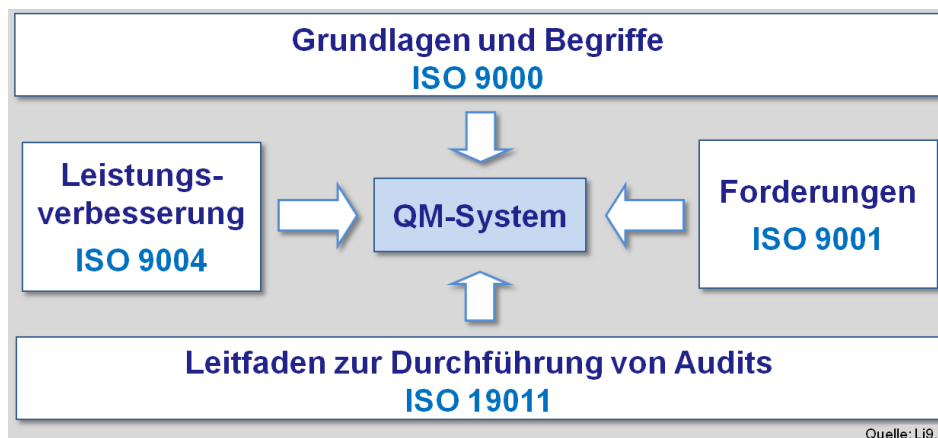 Grundlagen und Begriffe
ISO 9000
Leistungs-
verbesserung
ISO 9004
QM-System
Forderungen
ISO 9001
Leitfaden zur Durchführung von Audits
ISO 19011
Quelle: Li9